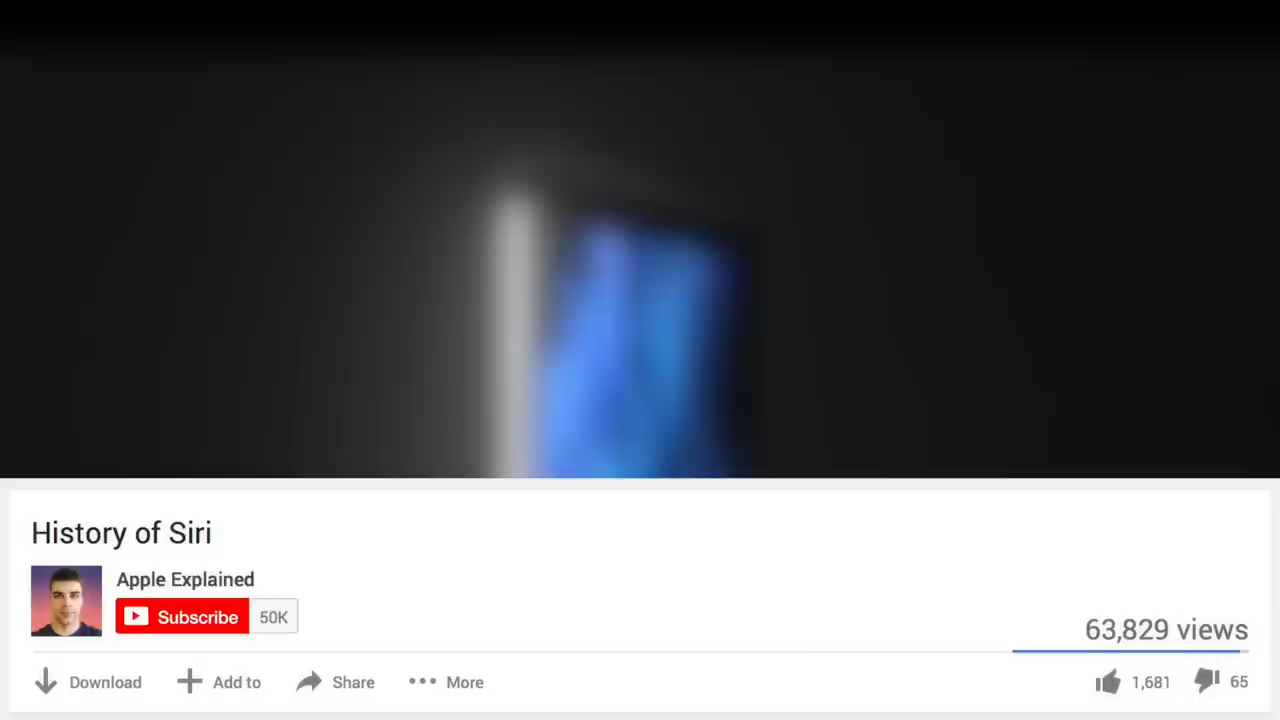 History of Siri
Apple Explained
Subscribe 50K
63,829 views
Download Add to Share More 1,681 65